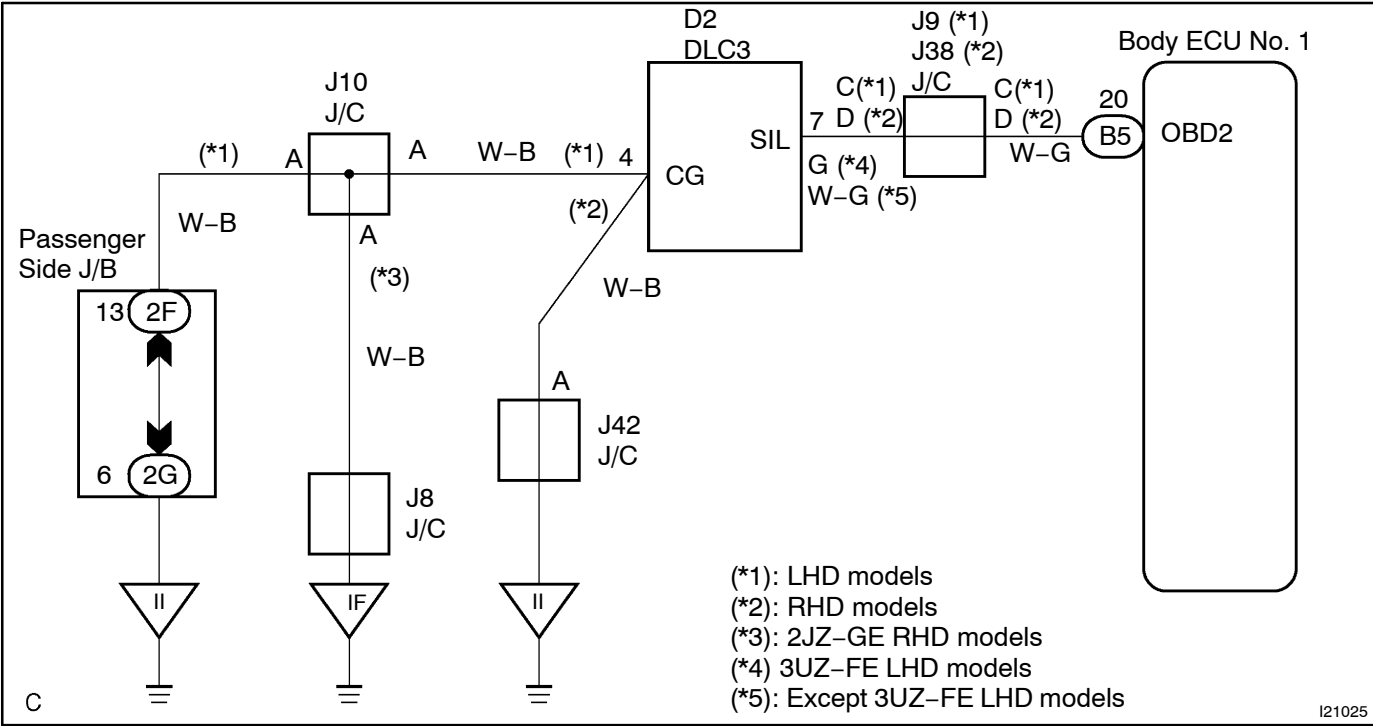 D2
DLC3
J9 (*1)
J38 (*2)
J/C
Body ECU No. 1
J10
J/C
C(*1)
D (*2)
C(*1)
D (*2)
20
B5
OBD2
7
SIL
W−G
G (*4)
W−G (*5)
(*1)
A
A
W−B
(*1)
4
CG
(*2)
W−B
A
(*3)
Passenger
Side J/B
13
2F
W−B
W−B
A
J42
J/C
6
2G
J8
J/C
II
IF
II
(*1): LHD models
(*2): RHD models
(*3): 2JZ−GE RHD models
(*4) 3UZ−FE LHD models
(*5): Except 3UZ−FE LHD models
C
I21025